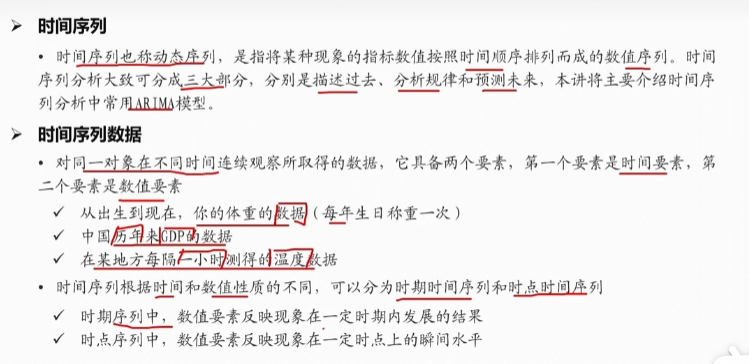 ➢ 时间序列
• 时间序列也称动态序列，是指将某种现象的指标数值按照时间顺序排列而成的数值序列。时间
序列分析大致可分成三大部分，分别是描述过去、分析规律和预测未来，本讲将主要介绍时间序
列分析中常用ARIMA模型。
➢ 时间序列数据
• 对同一对象在不同时间连续观察所取得的数据，它具备两个要素，第一个要素是时间要素，第
二个要素是数值要素
✓ 从出生到现在，你的体重的数据（每年生日称重一次）
✓ 中国历年来GDP的数据
✓ 在某地方每隔一小时测得的温度数据
• 时间序列根据时间和数值性质的不同，可以分为时期时间序列和时点时间序列
✓ 时期序列中，数值要素反映现象在一定时期内发展的结果
✓ 时点序列中，数值要素反映现象在一定时点上的瞬间水平